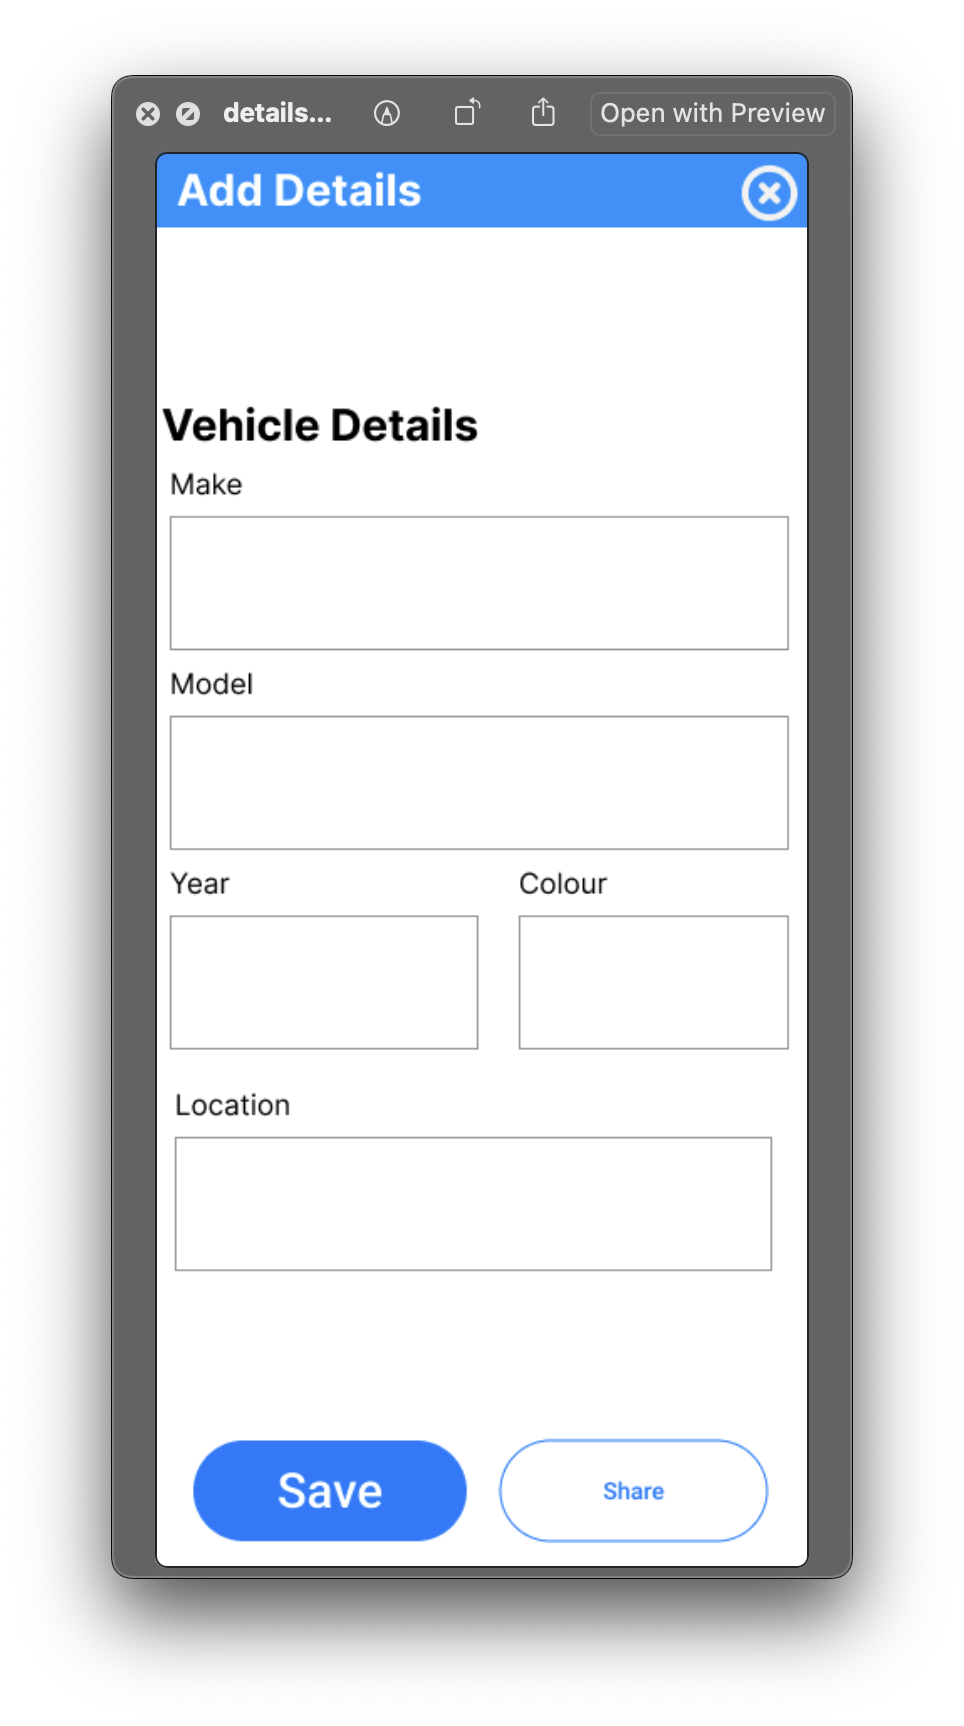 details...
Open with Preview
Add Details
Vehicle Details
Make
Model
Year
Colour
Location
Save
Share